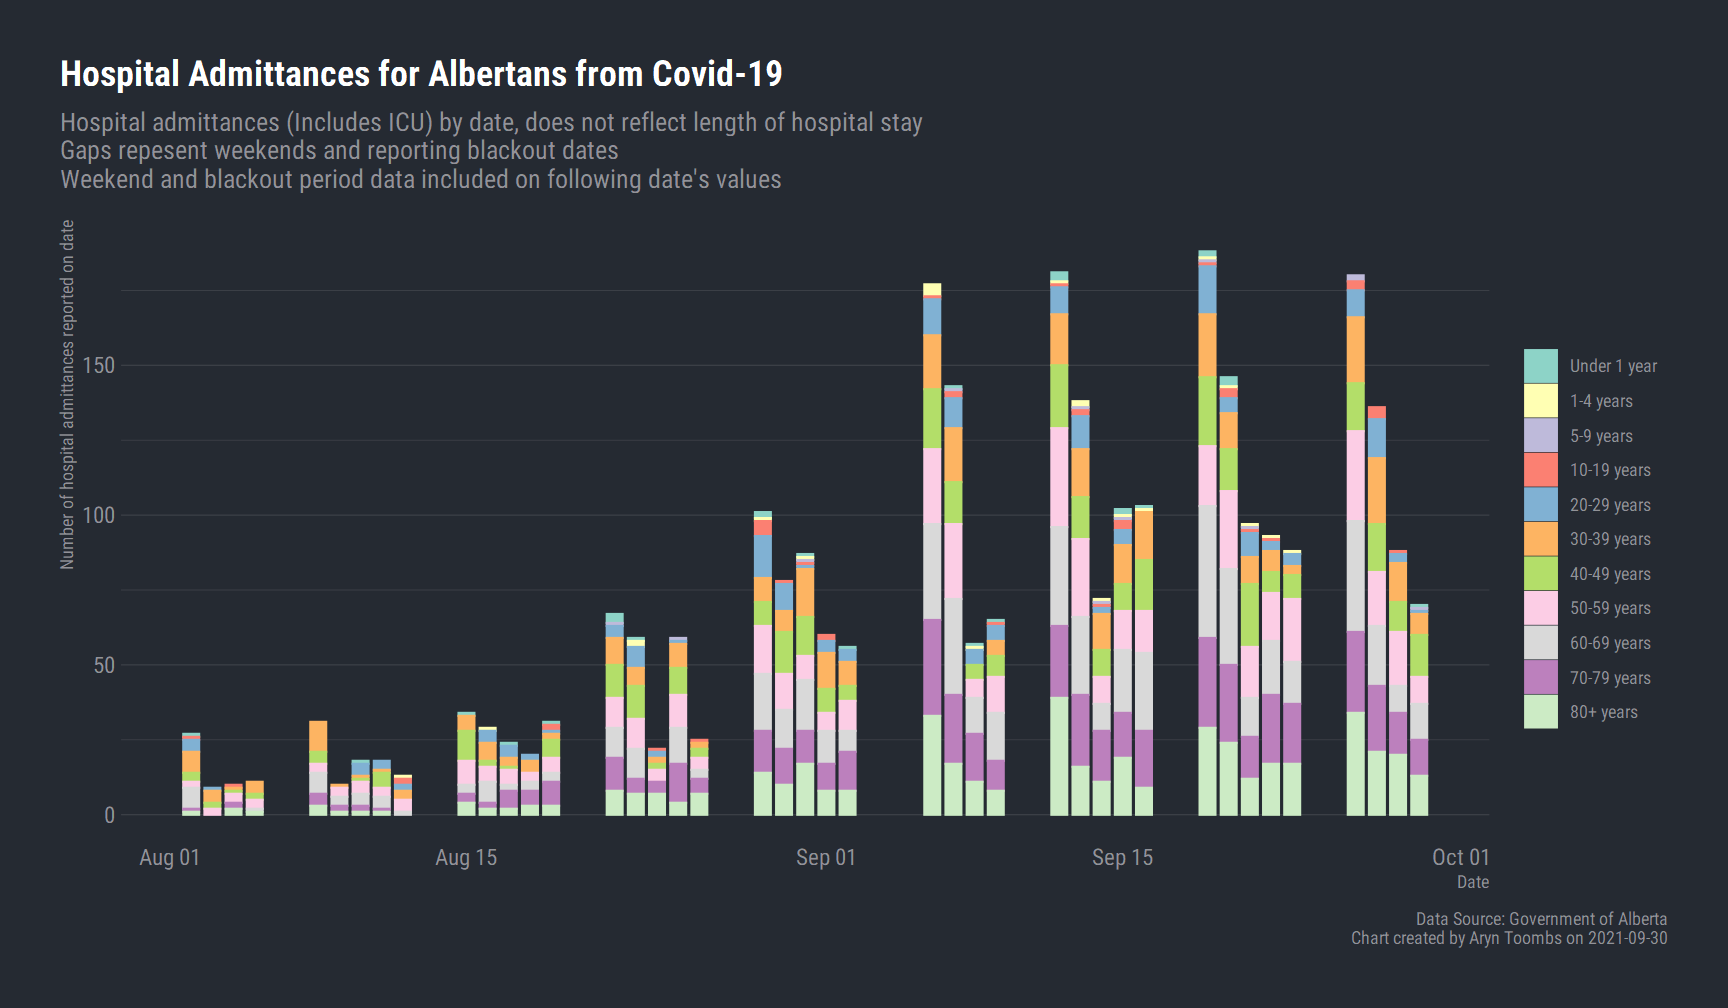 Hospital Admittances for Albertans from Covid-19
Hospital admittances (Includes ICU) by date, does not reflect length of hospital stay
Gaps repesent weekends and reporting blackout dates
Weekend and blackout period data included on following date's values
Number of hospital admittances reported on date
150
100
50
0
Aug 01
Aug 15
Sep 01
Sep 15
Oct 01
Date
Under 1 year
1-4 years
5-9 years
10-19 years
20-29 years
30-39 years
40-49 years
50-59 years
60-69 years
70-79 years
80+ years
Data Source: Government of Alberta
Chart created by Aryn Toombs on 2021-09-30